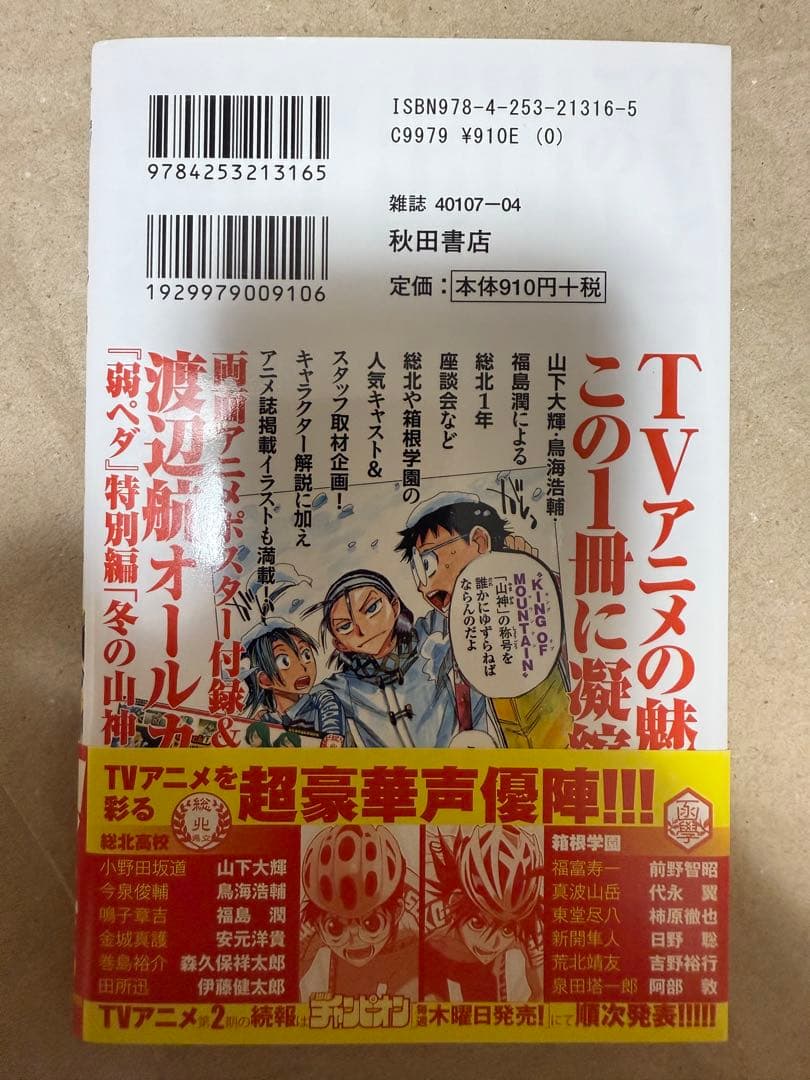 ISBN978-4-253-21316-5
C9979 ¥910E (0)
9784253213165
雑誌 40107—04
秋田書店
1929979009106
定価：本体910円＋税
TVアニメの魅
この1冊に凝縮
山下大輝・鳥海浩輔・
福島潤による
総北1年
座談会など
総北や箱根学園の
人気キャスト＆
スタッフ取材企画！
キャラクター解説に加え
アニメ誌掲載イラストも満載！
両面アニメポスター付録＆
渡辺航オールカ
『弱ペダ』特別編「冬の山神
KING OF
MOUNTAIN
「山神」の称号を
誰かにゆずらねば
ならんのだよ
TVアニメを
彩る
超豪華声優陣!!!
総北
県立
函學
総北高校
小野田坂道 山下大輝
今泉俊輔 鳥海浩輔
鳴子章吉 福島 潤
金城真護 安元洋貴
巻島裕介 森久保祥太郎
田所迅 伊藤健太郎
箱根学園
福富寿一 前野智昭
真波山岳 代永 翼
東堂尽八 柿原徹也
新開隼人 日野 聡
荒北靖友 吉野裕行
泉田塔一郎 阿部 敦
TVアニメ第2期の続報は チャンピオン 毎週木曜日発売！にて順次発表!!!!!